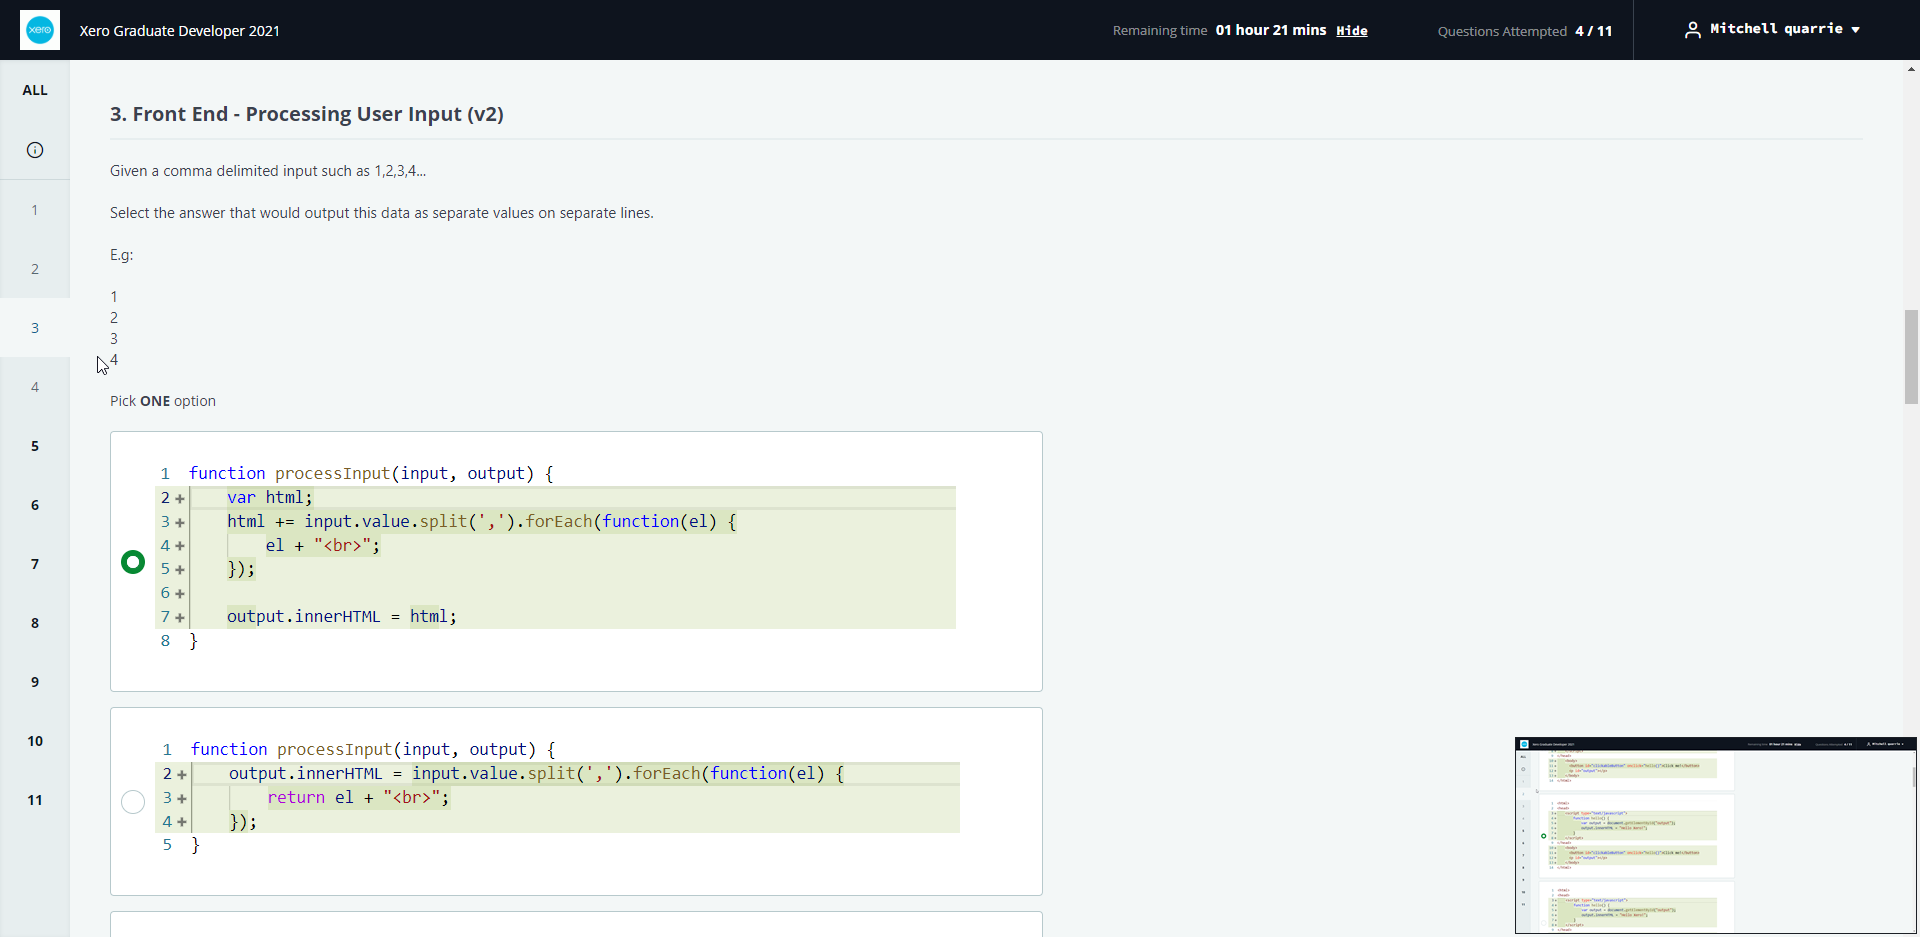 xero
Xero Graduate Developer 2021
Remaining time 01 hour 21 mins Hide
Questions Attempted 4 / 11
Mitchell quarrie
ALL
1
2
3
4
5
6
7
8
9
10
11
3. Front End - Processing User Input (v2)
Given a comma delimited input such as 1,2,3,4...
Select the answer that would output this data as separate values on separate lines.
E.g:
1
2
3
4
Pick ONE option
1 function processInput(input, output) {
2 + var html;
3 + html += input.value.split(',').forEach(function(el) {
4 + el + "<br>";
5 + });
6 +
7 + output.innerHTML = html;
8 }
1 function processInput(input, output) {
2 + output.innerHTML = input.value.split(',').forEach(function(el) {
3 + return el + "<br>";
4 + });
5 }